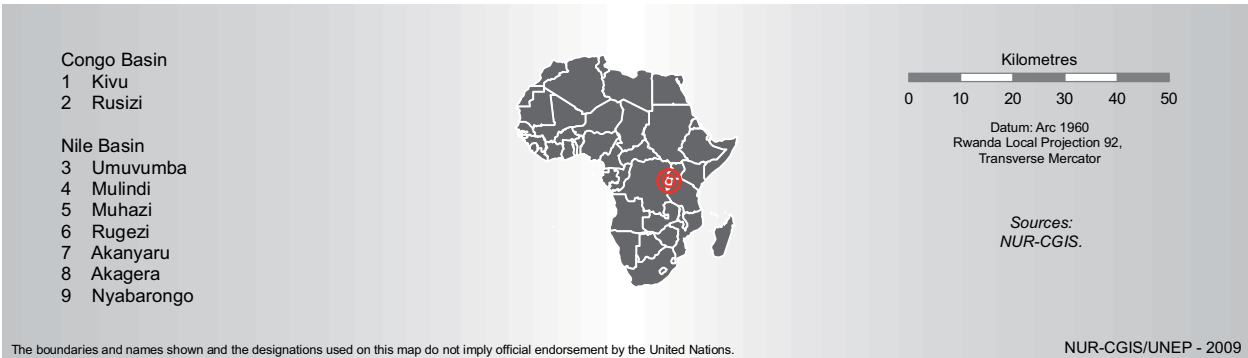 Congo Basin
1 Kivu
2 Rusizi
Nile Basin
3 Umuvumba
4 Mulindi
5 Muhazi
6 Rugezi
7 Akanyaru
8 Akagera
9 Nyabarongo
Kilometres
0 10 20 30 40 50
Datum: Arc 1960
Rwanda Local Projection 92,
Transverse Mercator
Sources:
NUR-CGIS.
The boundaries and names shown and the designations used on this map do not imply official endorsement by the United Nations.
NUR-CGIS/UNEP - 2009